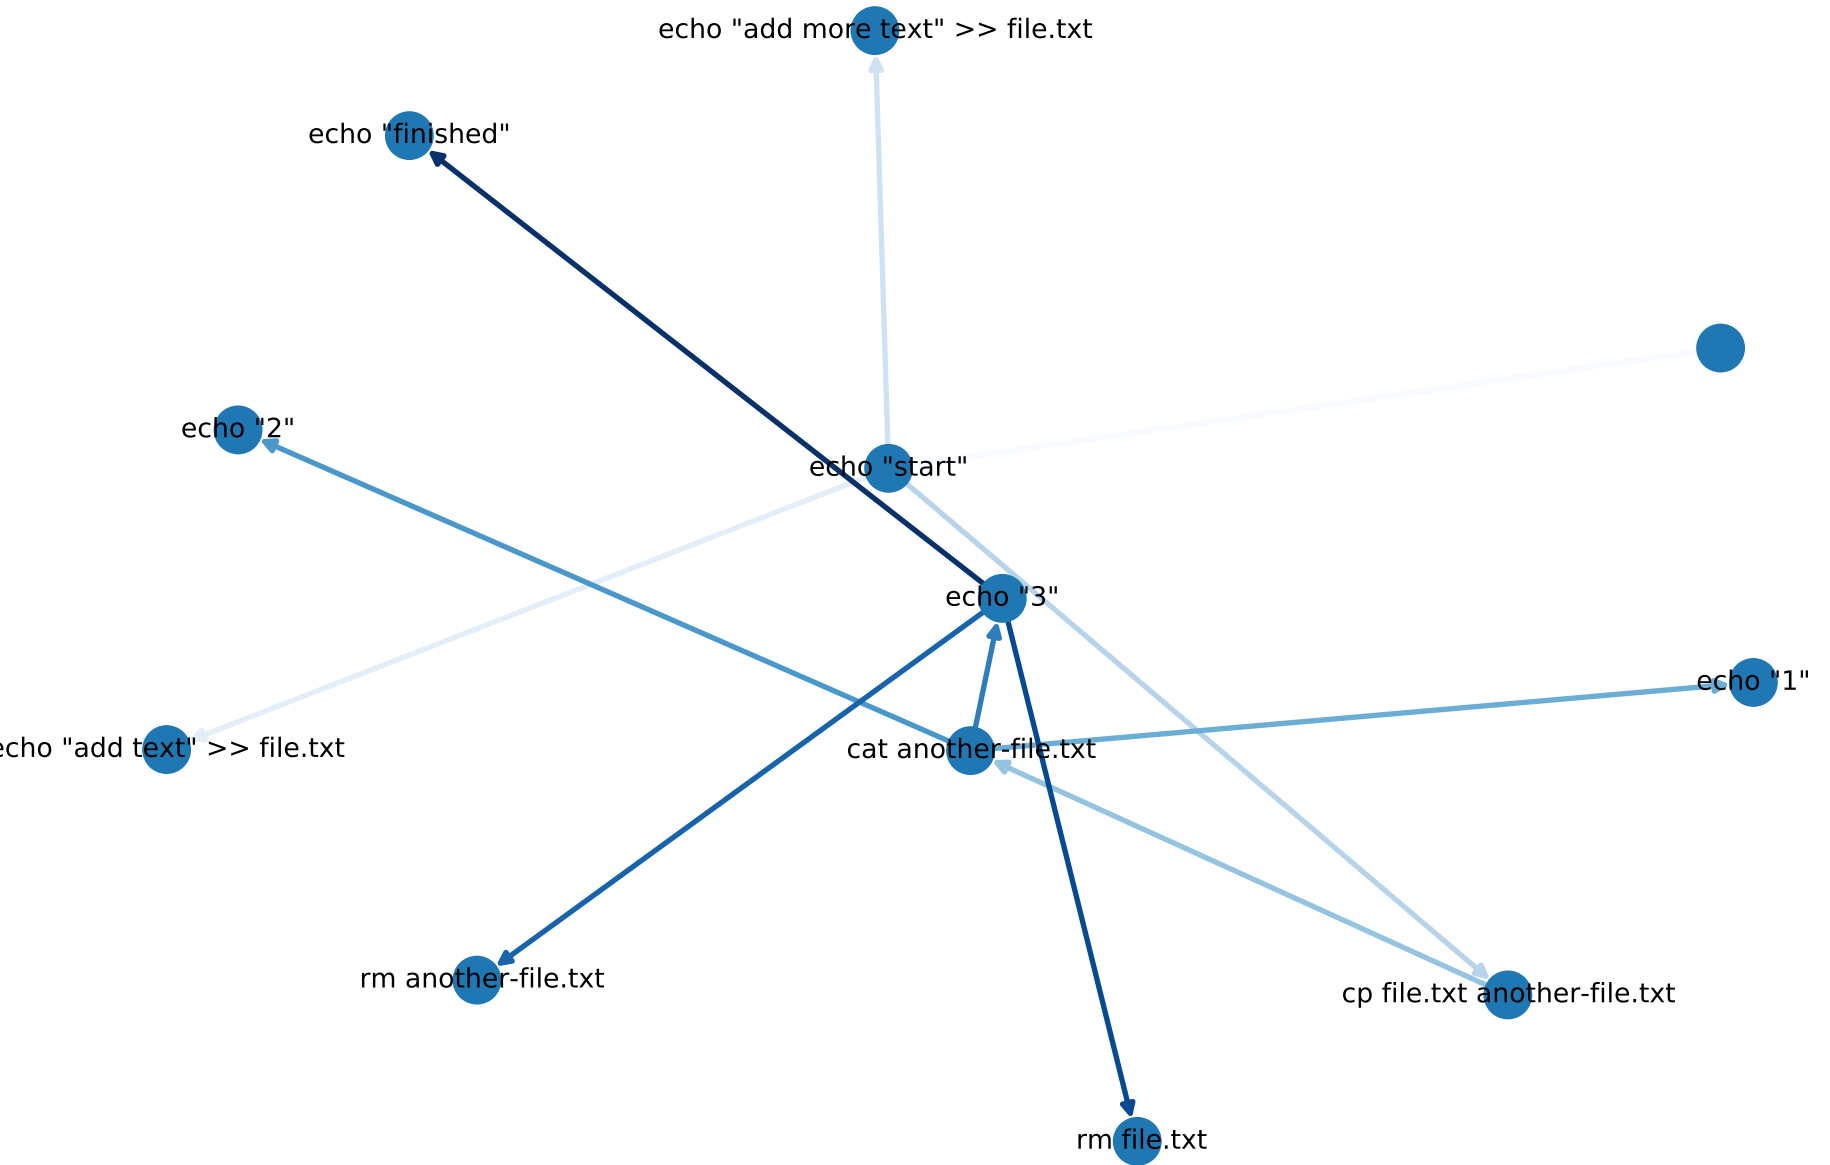 echo "add more text" >> file.txt
echo "finished"
echo "2"
echo "start"
echo "3"
echo "1"
echo "add text" >> file.txt
cat another-file.txt
rm another-file.txt
cp file.txt another-file.txt
rm file.txt